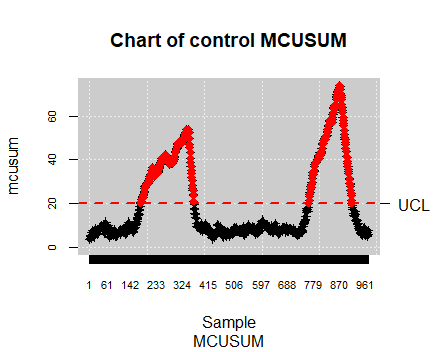 Chart of control MCUSUM
mcusum
60
40
20
0
UCL
1 61 142 233 324 415 506 597 688 779 870 961
Sample
MCUSUM